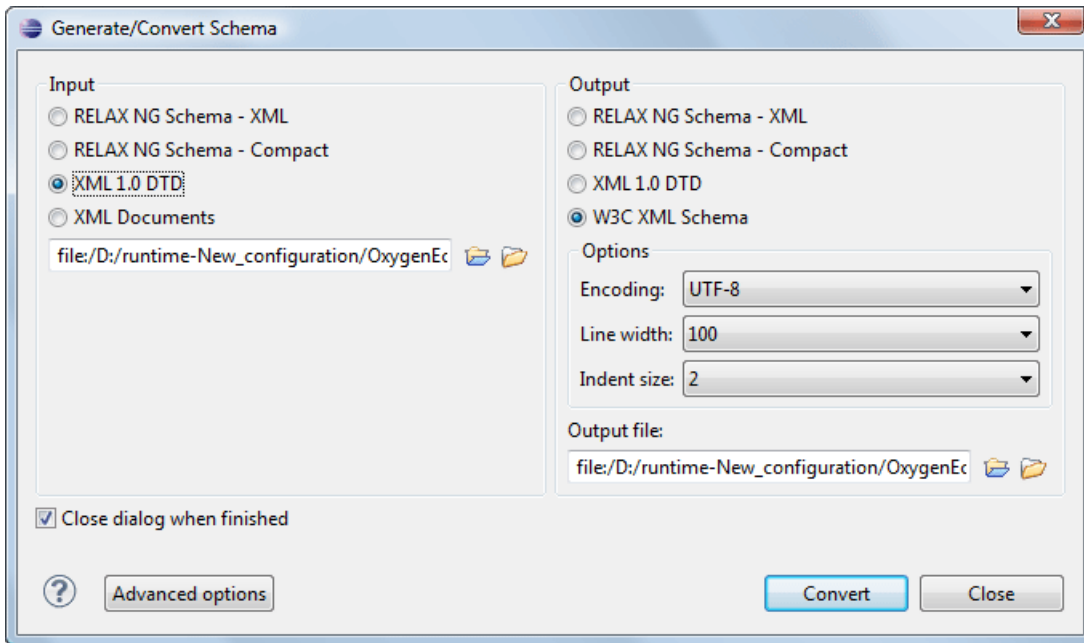 Generate/Convert Schema
Input
RELAX NG Schema - XML
RELAX NG Schema - Compact
XML 1.0 DTD
XML Documents
file:/D:/runtime-New_configuration/OxygenEc
Output
RELAX NG Schema - XML
RELAX NG Schema - Compact
XML 1.0 DTD
W3C XML Schema
Options
Encoding: UTF-8
Line width: 100
Indent size: 2
Output file:
file:/D:/runtime-New_configuration/OxygenEc
Close dialog when finished
? Advanced options Convert Close